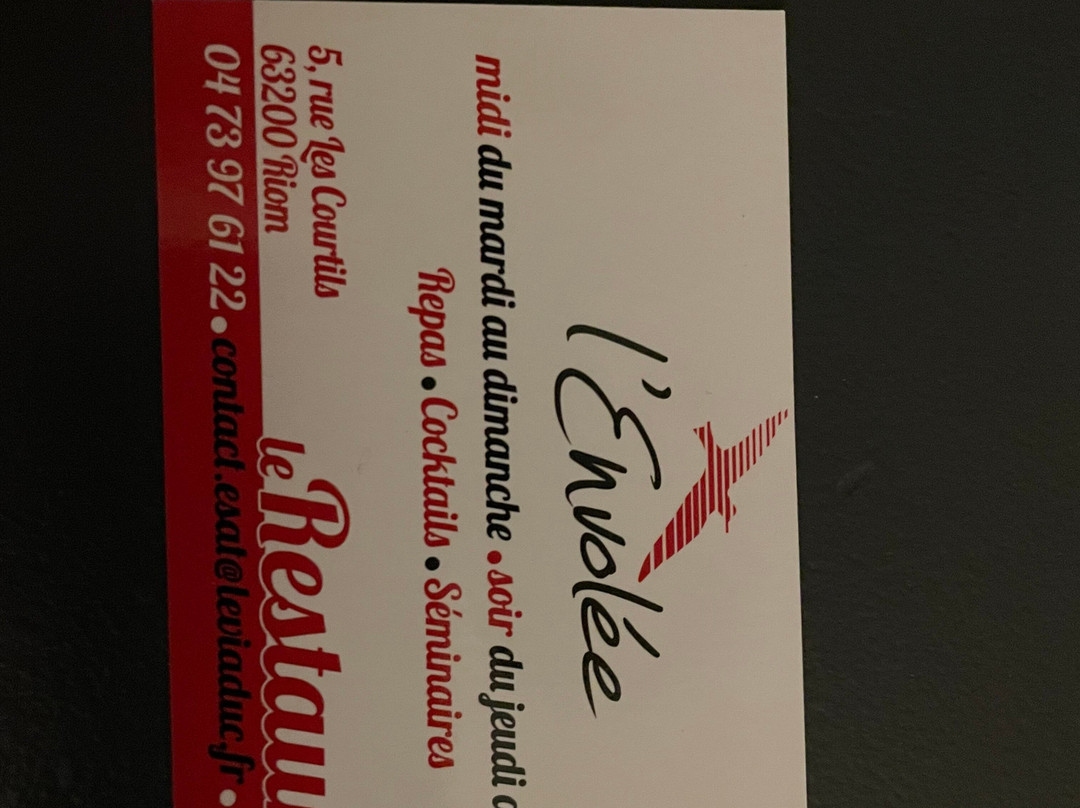 l'Envolée
midi du mardi au dimanche • soir du jeudi
Repas • Cocktails • Séminaires
5, rue Les Courtils
63200 Riom
le Restau
04 73 97 61 22 • contact.esat@leviaduc.fr •